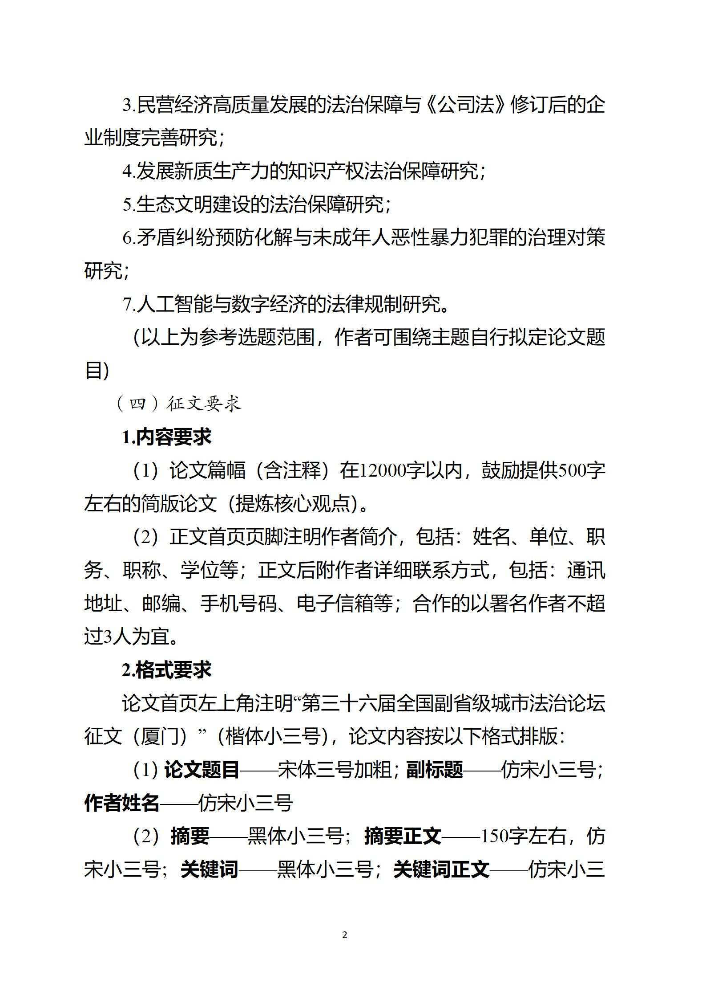 3.民营经济高质量发展的法治保障与《公司法》修订后的企
业制度完善研究；
4.发展新质生产力的知识产权法治保障研究；
5.生态文明建设的法治保障研究；
6.矛盾纠纷预防化解与未成年人恶性暴力犯罪的治理对策
研究；
7.人工智能与数字经济的法律规制研究。
（以上为参考选题范围，作者可围绕主题自行拟定论文题
目）
（四）征文要求
1.内容要求
（1）论文篇幅（含注释）在12000字以内，鼓励提供500字
左右的简版论文（提炼核心观点）。
（2）正文首页页脚注明作者简介，包括：姓名、单位、职
务、职称、学位等；正文后附作者详细联系方式，包括：通讯
地址、邮编、手机号码、电子信箱等；合作的以署名作者不超
过3人为宜。
2.格式要求
论文首页左上角注明“第三十六届全国副省级城市法治论坛
征文（厦门）”（楷体小三号），论文内容按以下格式排版：
（1）论文题目——宋体三号加粗；副标题——仿宋小三号；
作者姓名——仿宋小三号
（2）摘要——黑体小三号；摘要正文——150字左右，仿
宋小三号；关键词——黑体小三号；关键词正文——仿宋小三
2